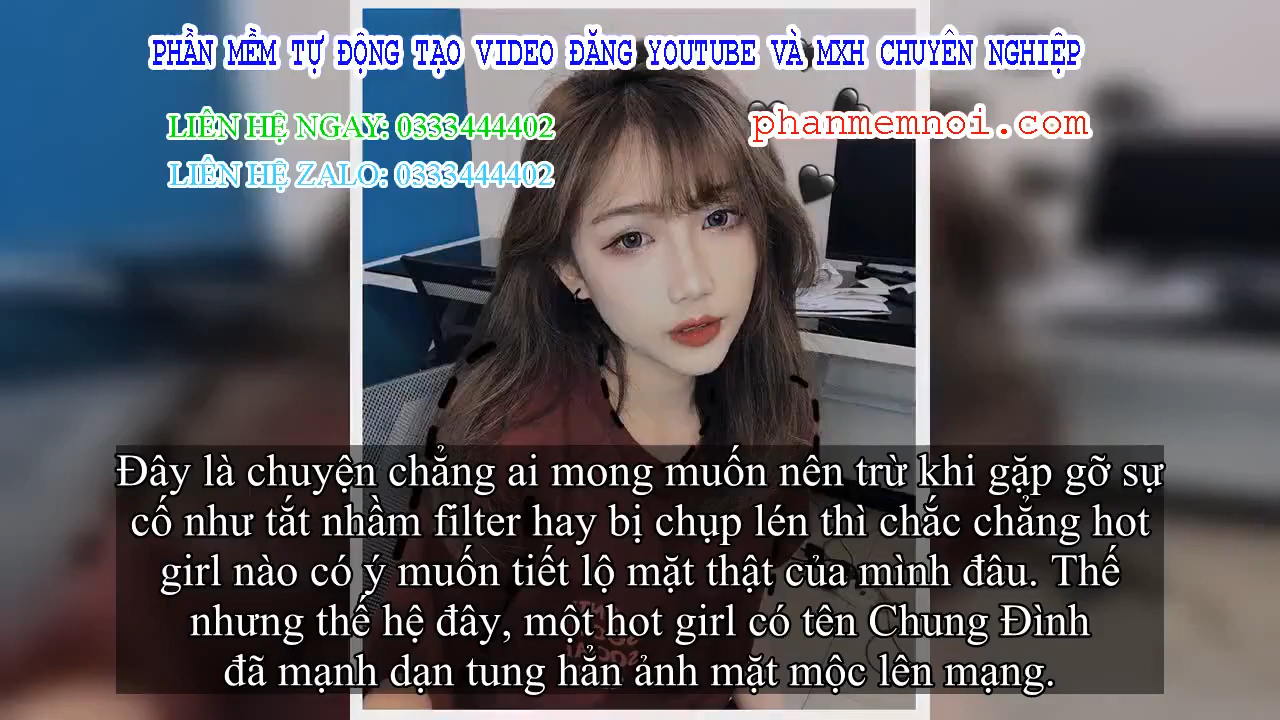 PHẦN MỀM TỰ ĐỘNG TẠO VIDEO ĐĂNG YOUTUBE VÀ MXH CHUYÊN NGHIỆP
LIÊN HỆ NGAY: 0333444402
phanmemnoi.com
LIÊN HỆ ZALO: 0333444402
Đây là chuyện chẳng ai mong muốn nên trừ khi gặp gỡ sự
cố như tắt nhầm filter hay bị chụp lén thì chắc chẳng hot
girl nào có ý muốn tiết lộ mặt thật của mình đâu. Thế
nhưng thế hệ đây, một hot girl có tên Chung Đình
đã mạnh dạn tung hẳn ảnh mặt mộc lên mạng.